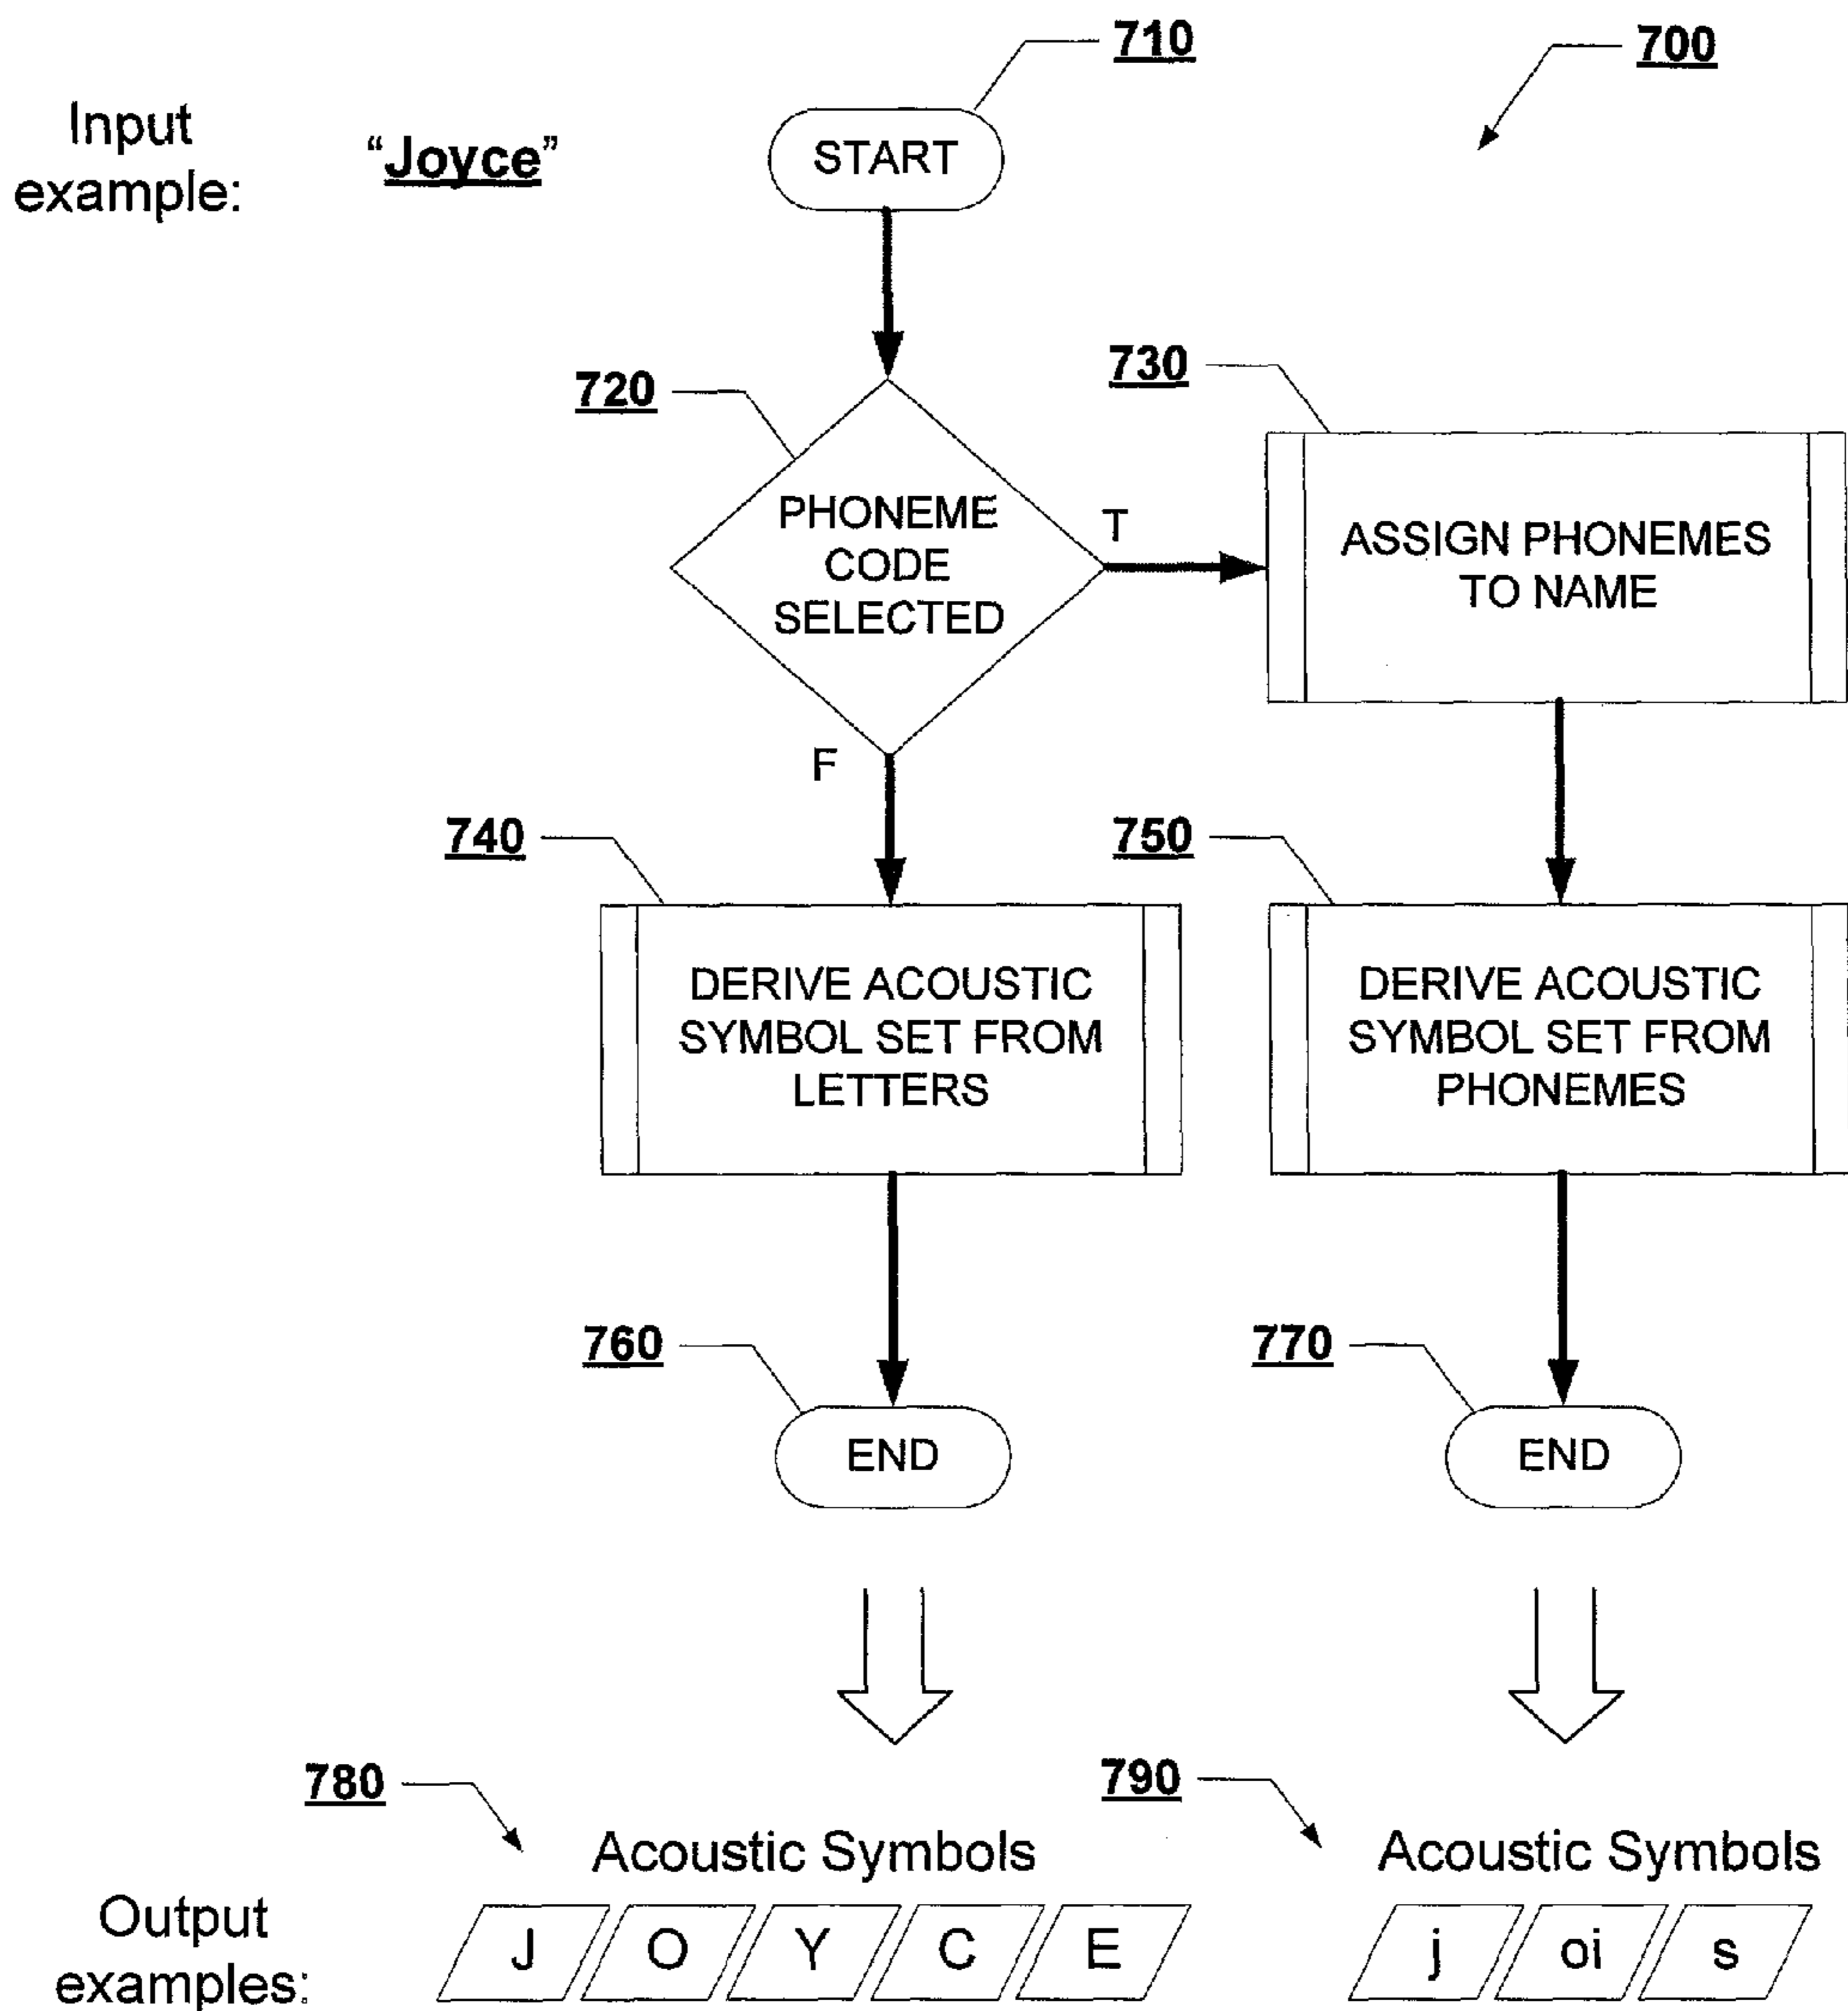 710
700
Input
example:
"Joyce"
START
720
730
PHONEME
CODE
SELECTED
T
F
ASSIGN PHONEMES
TO NAME
740
750
DERIVE ACOUSTIC
SYMBOL SET FROM
LETTERS
DERIVE ACOUSTIC
SYMBOL SET FROM
PHONEMES
760
770
END
END
780
790
Acoustic Symbols
Acoustic Symbols
Output
examples:
J O Y C E
j oi s